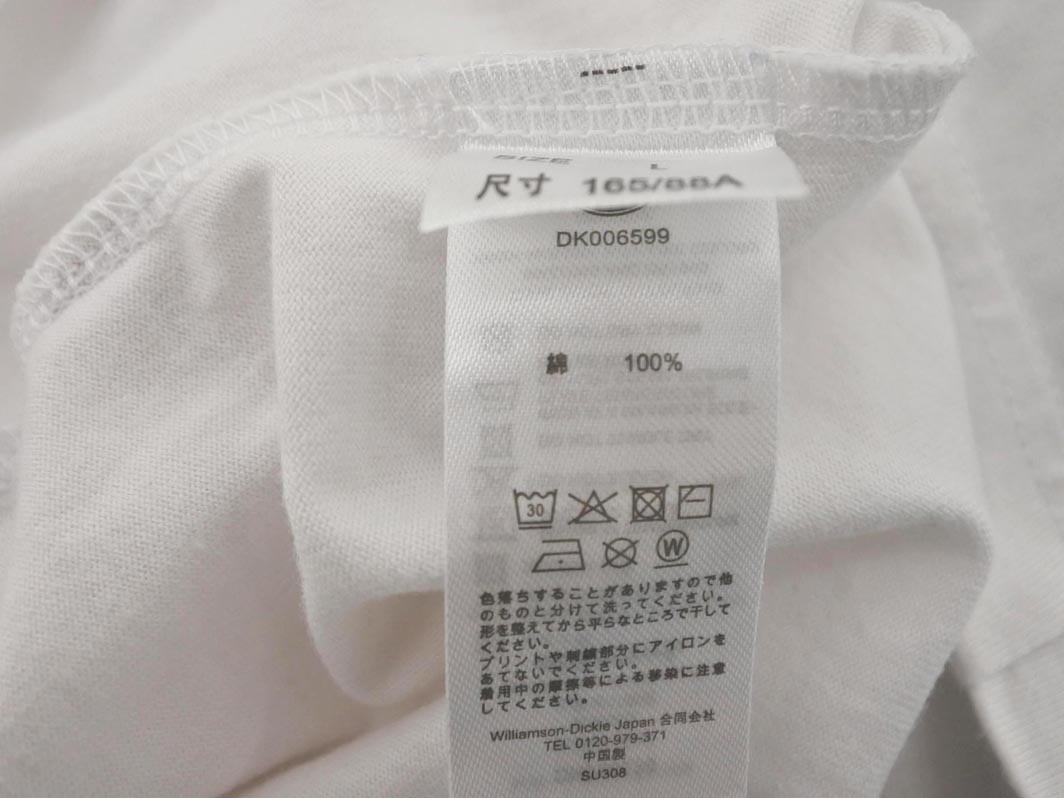 SIZE L
尺寸 165/88A
DK006599
綿 100%
30
W
色落ちすることがありますので他
のものと分けて洗ってください。
形を整えてから平らなところで干して
ください。
プリントや刺繍部分にアイロンを
あてないでください。
着用中の摩擦等による移染に注意
してください。
Williamson-Dickie Japan 合同会社
TEL 0120-979-371
中国製
SU308